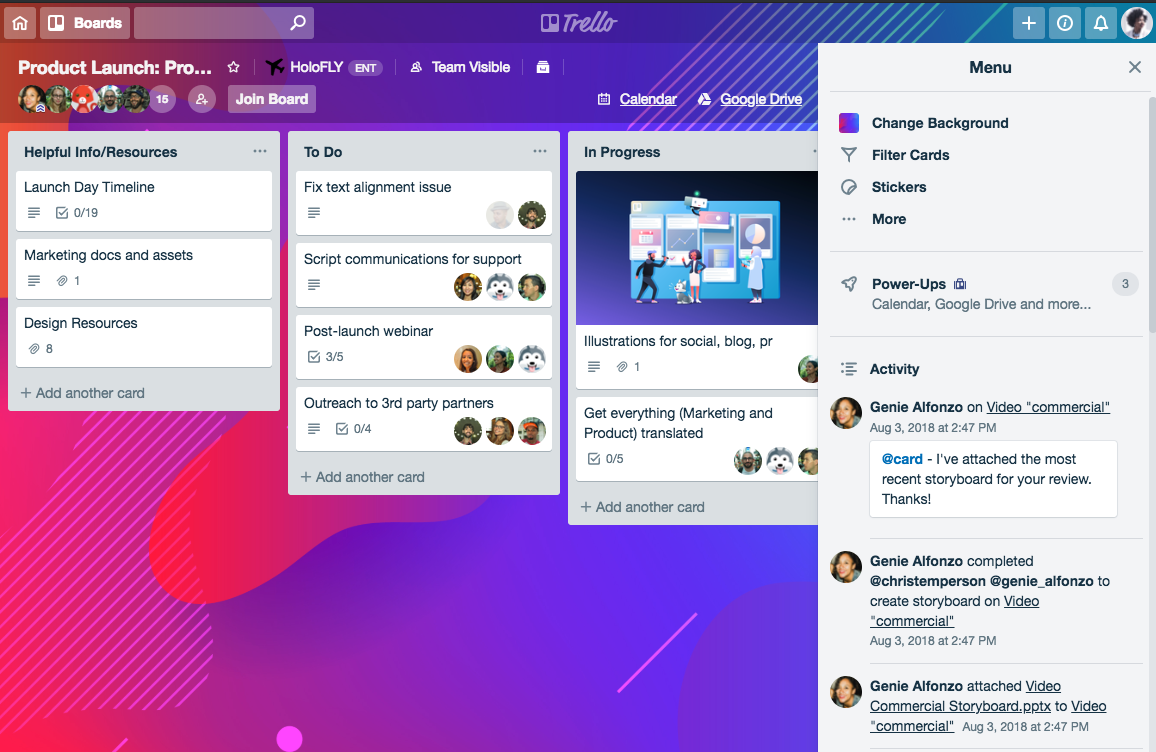 Boards
Trello
Product Launch: Pro...
HoloFLY ENT
Team Visible
15
Join Board
Calendar
Google Drive
Helpful Info/Resources
Launch Day Timeline
0/19
Marketing docs and assets
1
Design Resources
8
+ Add another card
To Do
Fix text alignment issue
Script communications for support
Post-launch webinar
3/5
Outreach to 3rd party partners
0/4
+ Add another card
In Progress
Illustrations for social, blog, pr
1
Get everything (Marketing and
Product) translated
0/5
+ Add another card
Menu
Change Background
Filter Cards
Stickers
More
Power-Ups
3
Calendar, Google Drive and more...
Activity
Genie Alfonzo on Video "commercial"
Aug 3, 2018 at 2:47 PM
@card - I've attached the most
recent storyboard for your review.
Thanks!
Genie Alfonzo completed
@christemperson @genie_alfonzo to
create storyboard on Video
"commercial"
Aug 3, 2018 at 2:47 PM
Genie Alfonzo attached Video
Commercial Storyboard.pptx to Video
"commercial" Aug 3, 2018 at 2:47 PM